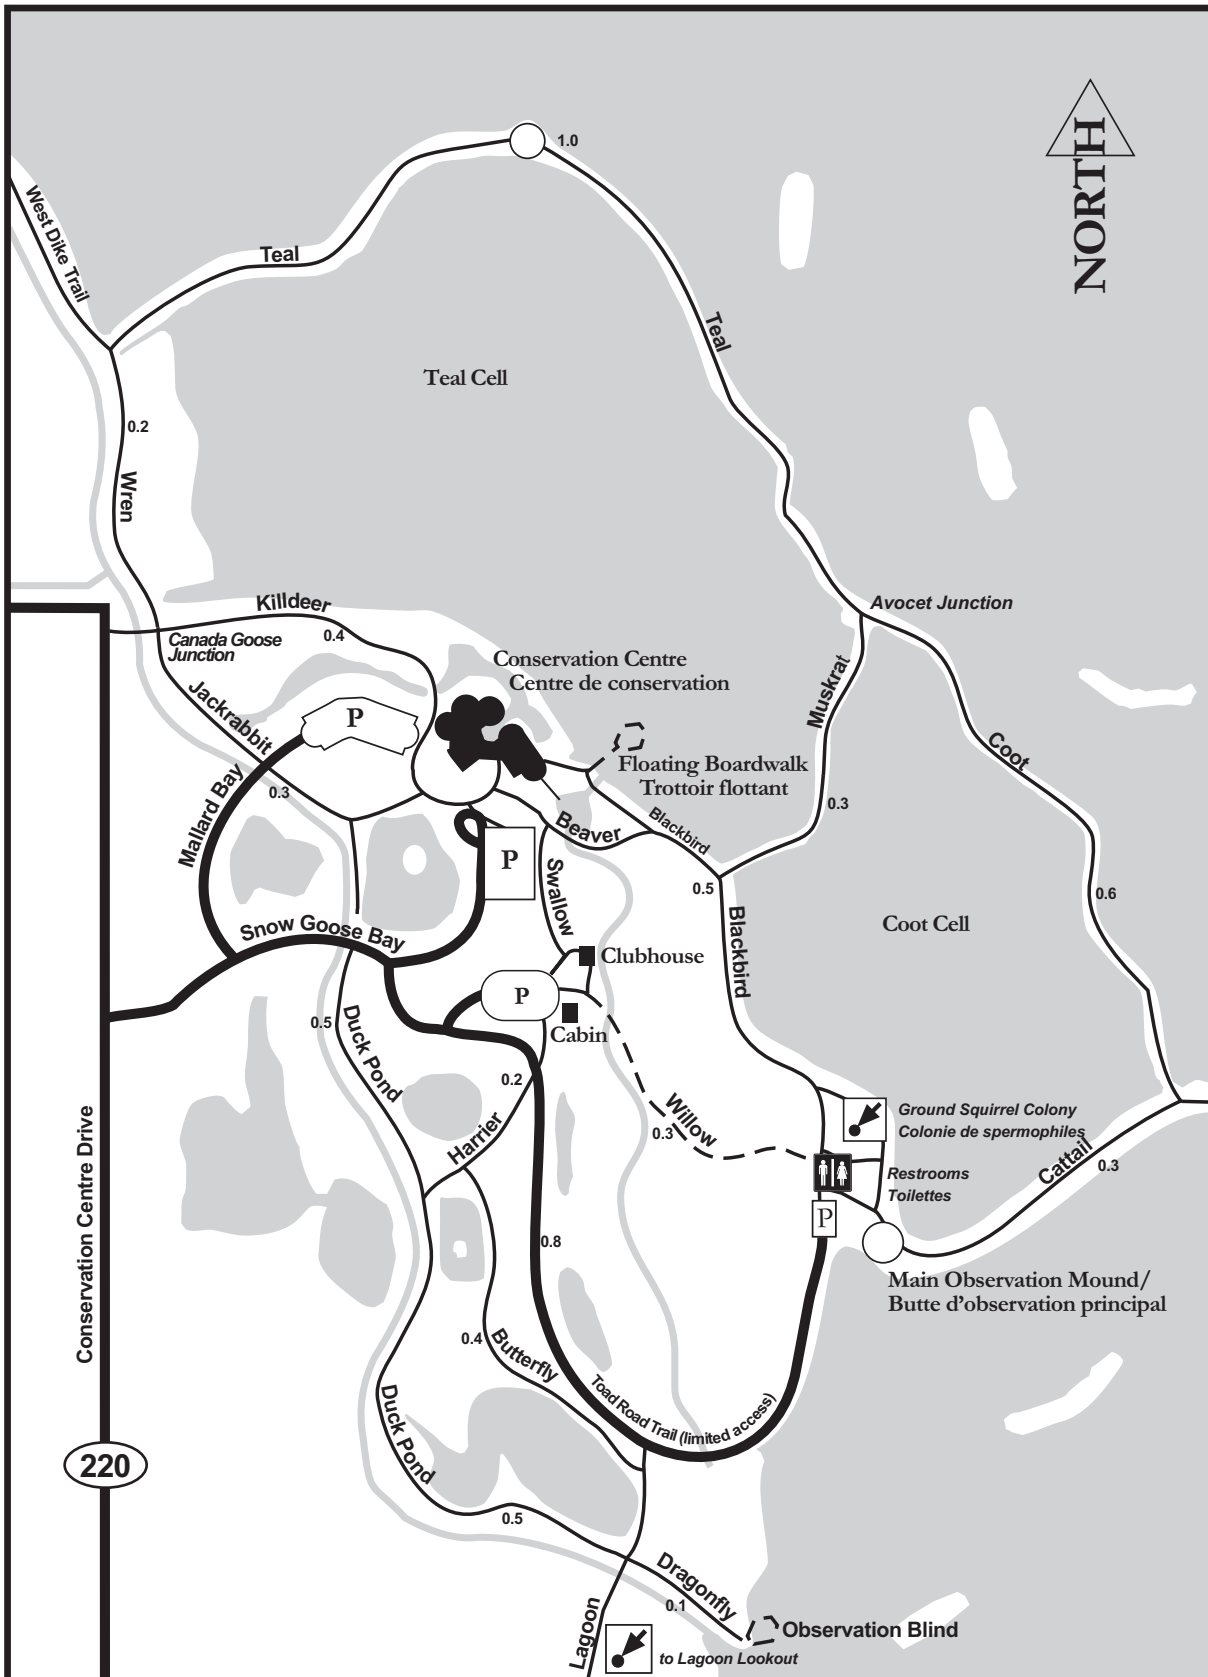 1.0
NORTH
West Dike Trail
Teal
Teal
Teal Cell
0.2
Wren
Killdeer
0.4
Avocet Junction
Canada Goose
Junction
Conservation Centre
Centre de conservation
Muskrat
Jackrabbit
P
Coot
Floating Boardwalk
Trottoir flottant
Mallard Bay
0.3
0.3
Beaver
Blackbird
P
Swallow
0.5
0.6
Blackbird
Coot Cell
Snow Goose Bay
Clubhouse
P
Cabin
0.5
Duck Pond
0.2
Harrier
Willow
0.3
Ground Squirrel Colony
Colonie de spermophiles
Cattail
0.3
Restrooms
Toilettes
P
Conservation Centre Drive
0.8
Main Observation Mound/
Butte d'observation principal
0.4
Butterfly
Toad Road Trail (limited access)
Duck Pond
220
0.5
Dragonfly
0.1
Lagoon
Observation Blind
to Lagoon Lookout